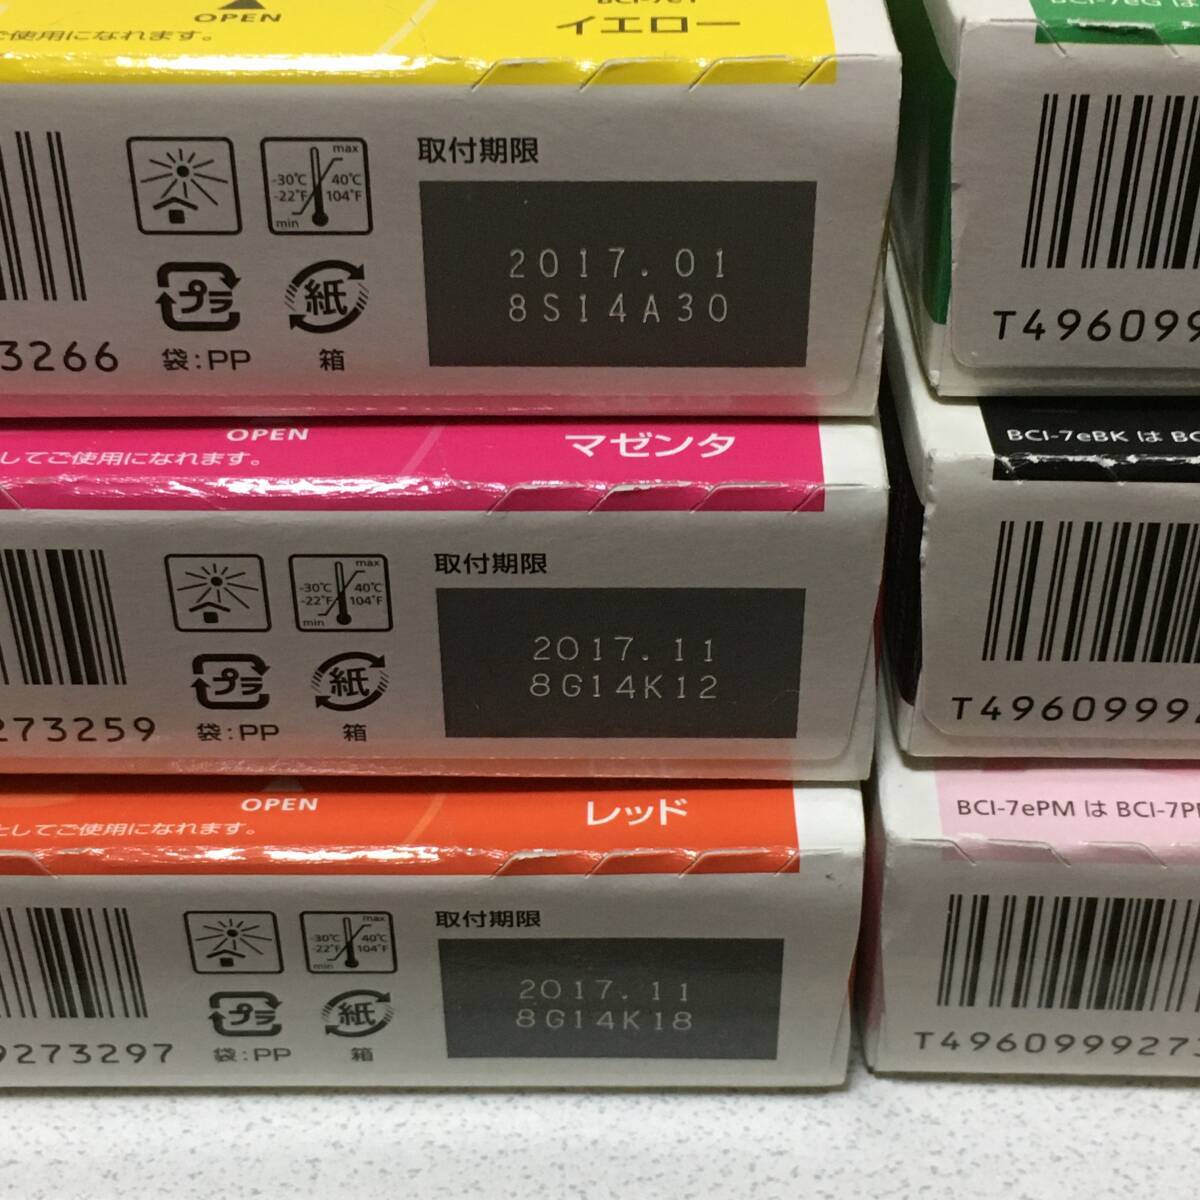 OPEN
ご使用になれます。
イエロー
取付期限
max
-30℃ 40℃
-22°F 104°F
min
2017.01
8S14A30
プラ
紙
3266
袋:PP
箱
OPEN
マゼンタ
してご使用になれます。
取付期限
max
-30℃ 40℃
-22°F 104°F
min
2017.11
8G14K12
プラ
紙
273259
袋:PP
箱
OPEN
レッド
としてご使用になれます。
取付期限
max
-30℃ 40℃
-22°F 104°F
min
2017.11
8G14K18
プラ
紙
9273297
袋:PP
箱
T496099
BCI-7eBK は BC
T49609992
BCI-7ePM は BCI-7P
T4960999273